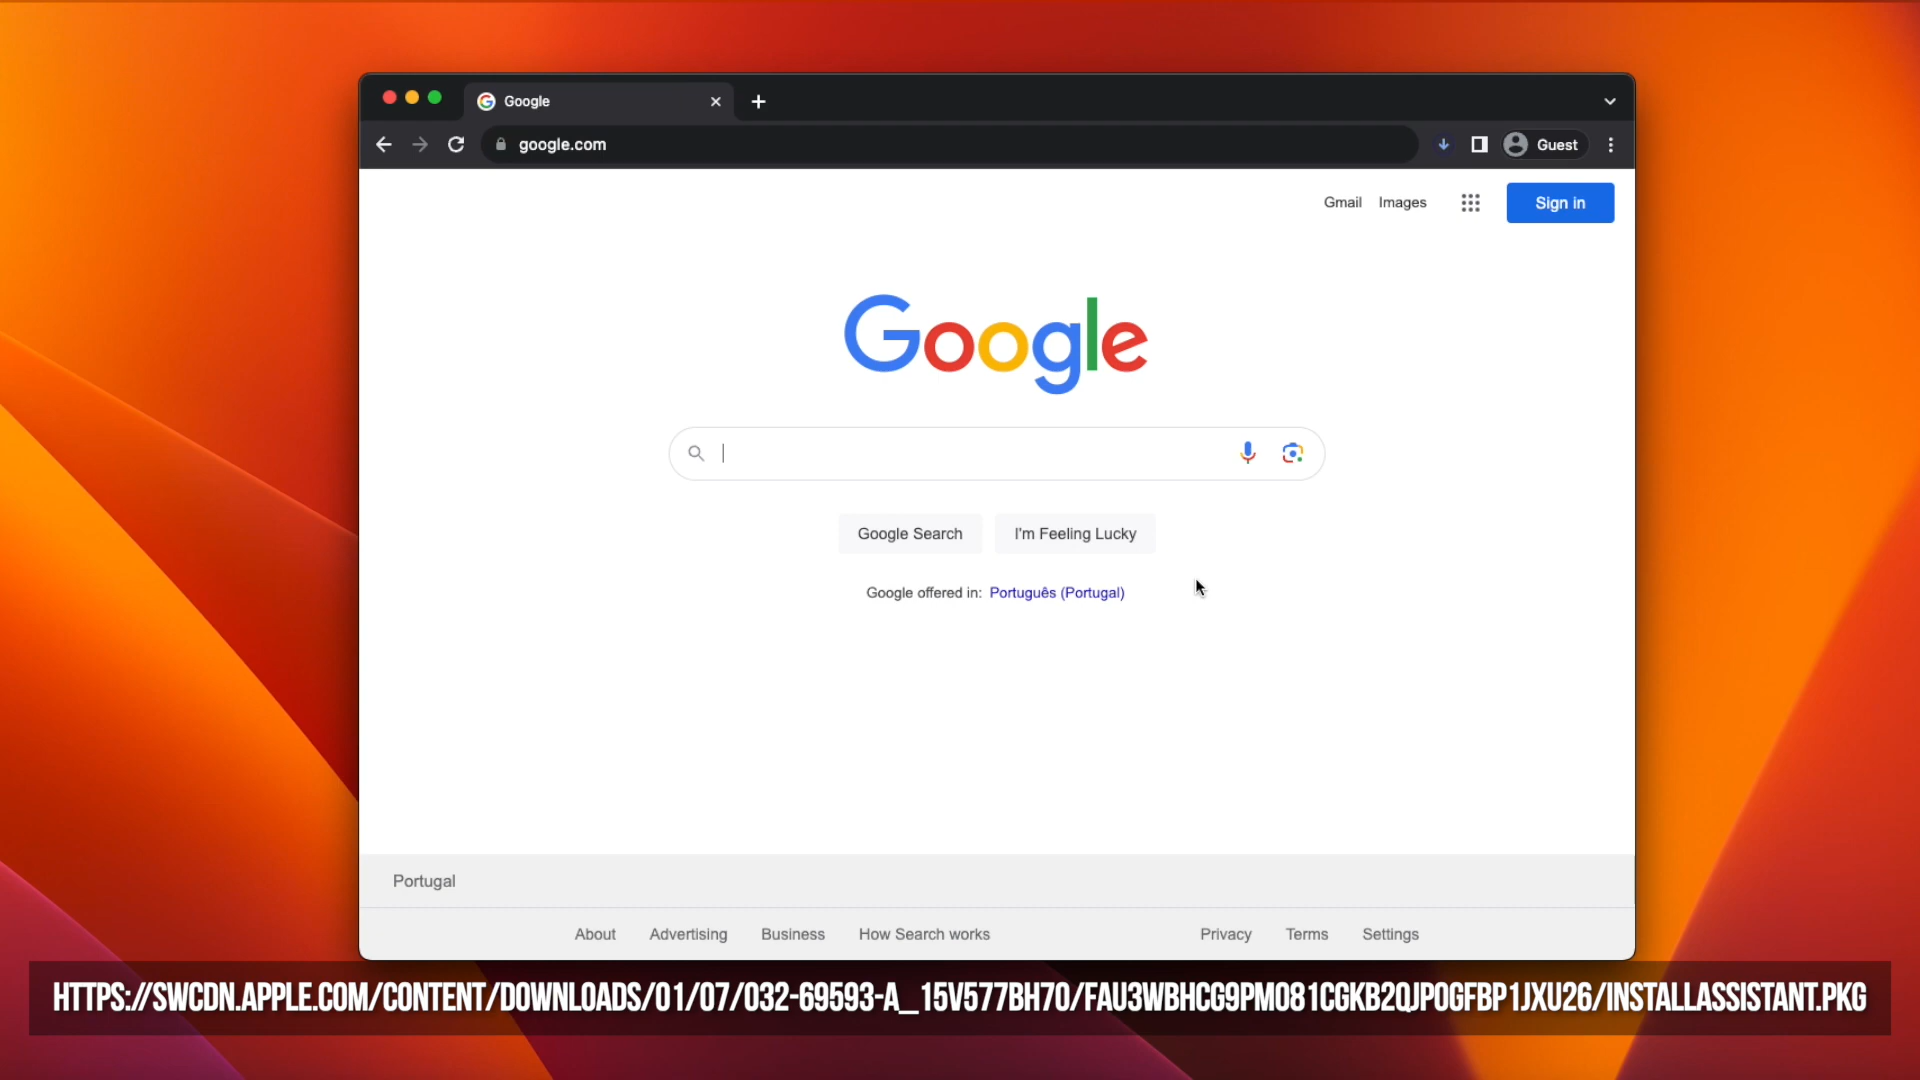 Google
google.com
Guest
Gmail Images Sign in
Google
Google Search I'm Feeling Lucky
Google offered in: Português (Portugal)
Portugal
About Advertising Business How Search works Privacy Terms Settings
HTTPS://SWCDN.APPLE.COM/CONTENT/DOWNLOADS/01/07/032-69593-A_15V577BH70/FAU3WBHCG9PMO81CGKB2QJPOGFBP1JXU26/INSTALLASSISTANT.PKG